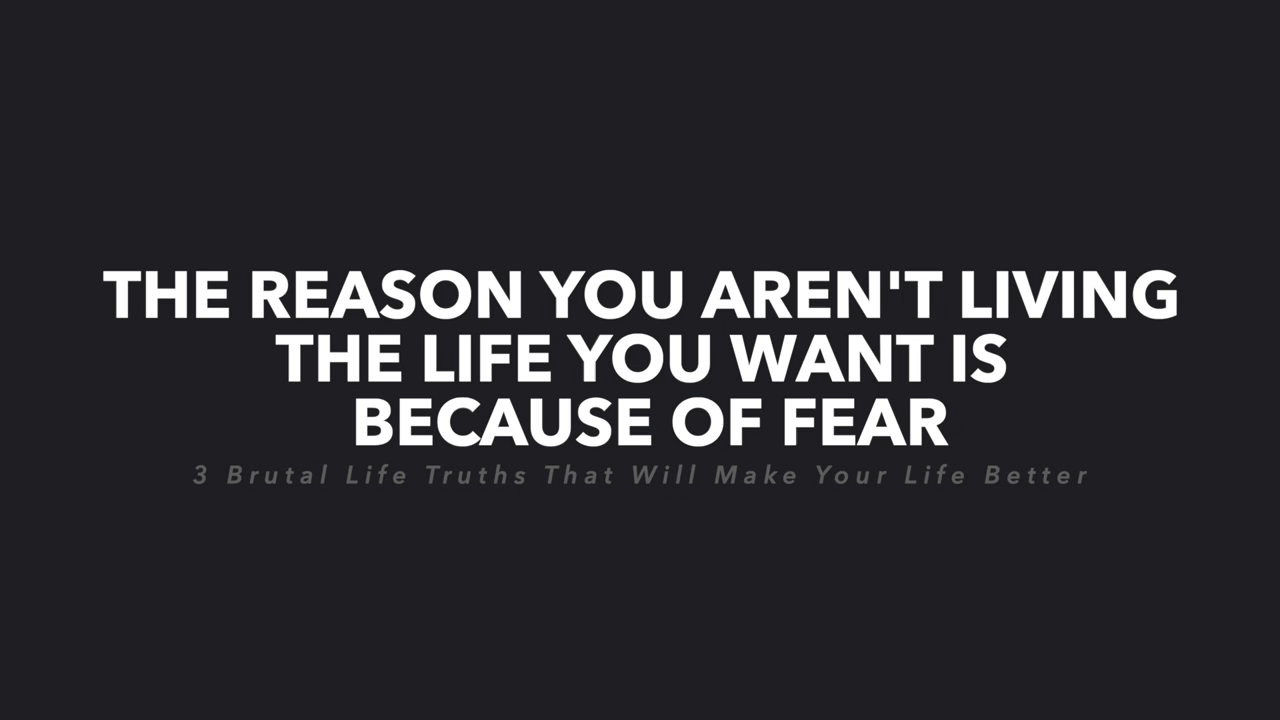 THE REASON YOU AREN'T LIVING
THE LIFE YOU WANT IS
BECAUSE OF FEAR
3 Brutal Life Truths That Will Make Your Life Better